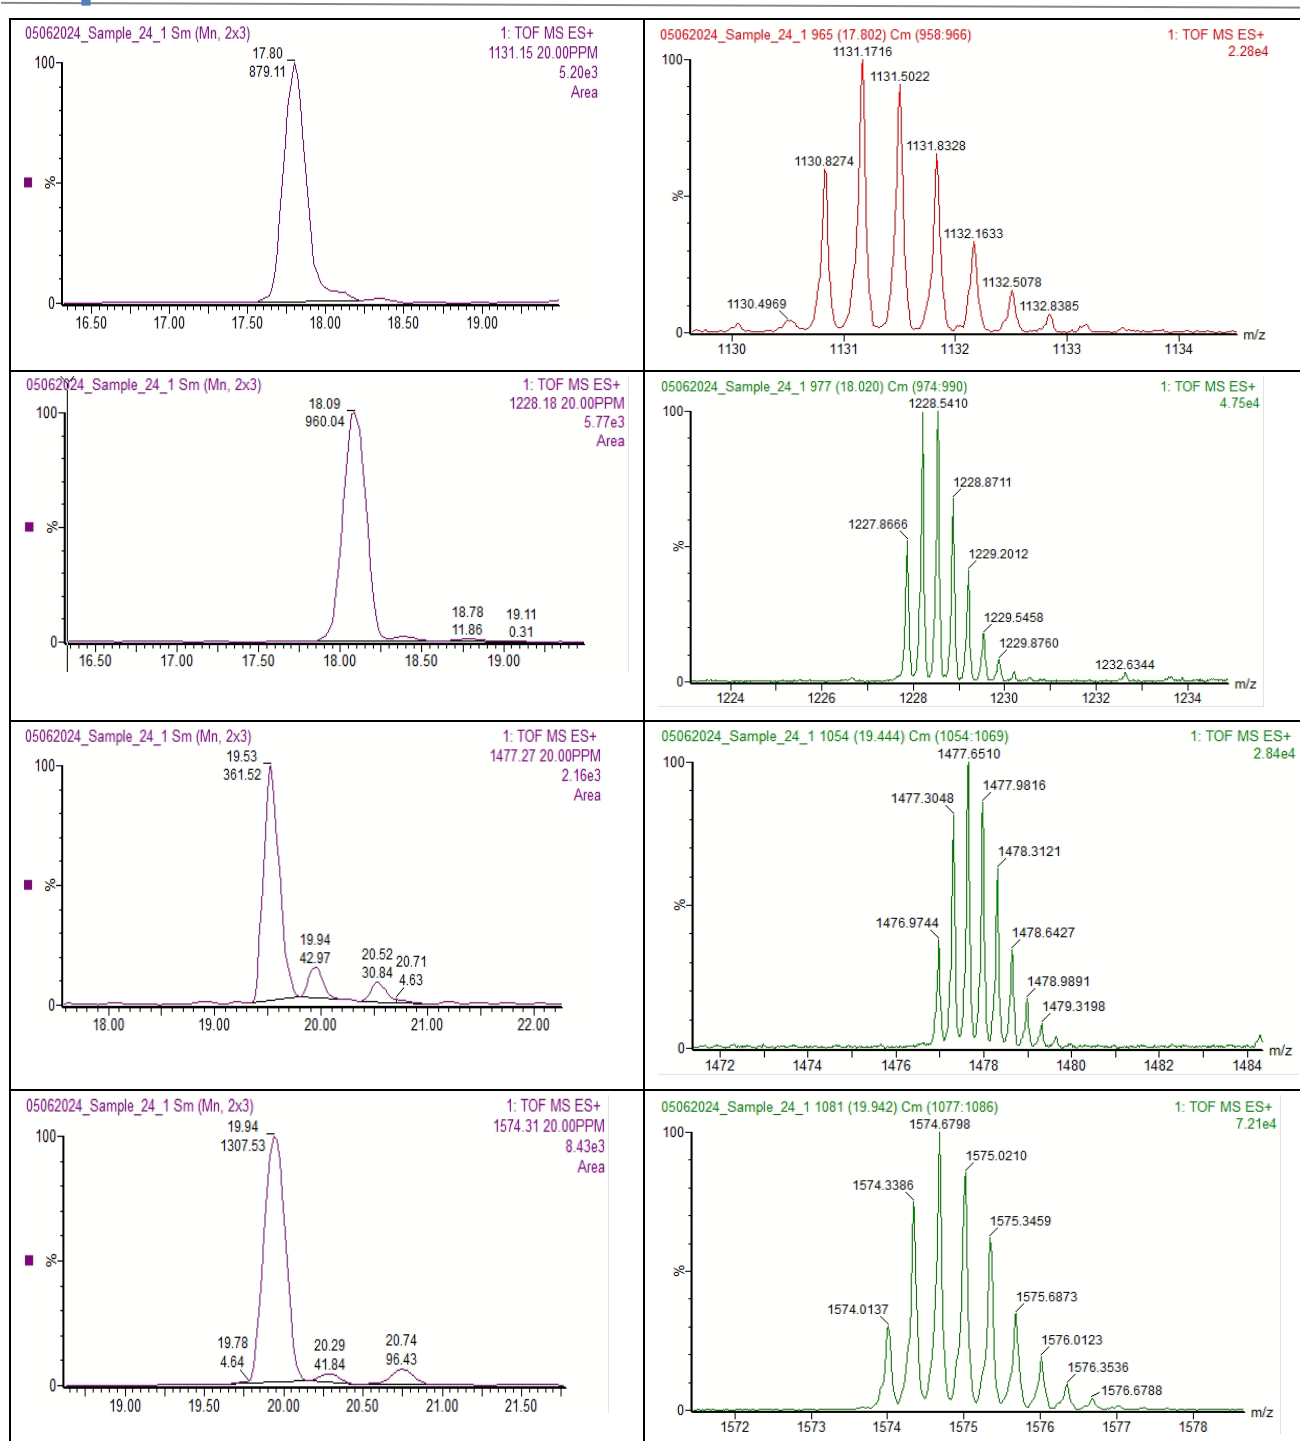 05062024_Sample_24_1 Sm (Mn, 2x3)
1: TOF MS ES+
1131.15 20.00PPM
5.20e3
Area
17.80
879.11
100
%
0
16.50 17.00 17.50 18.00 18.50 19.00
05062024_Sample_24_1 965 (17.802) Cm (958:966)
1: TOF MS ES+
2.28e4
1131.1716
1131.5022
1131.8328
1130.8274
1132.1633
1132.5078
1132.8385
1130.4969
100
%
0
m/z
1130 1131 1132 1133 1134
05062024_Sample_24_1 Sm (Mn, 2x3)
1: TOF MS ES+
1228.18 20.00PPM
5.77e3
Area
18.09
960.04
18.78
11.86
19.11
0.31
100
%
0
16.50 17.00 17.50 18.00 18.50 19.00
05062024_Sample_24_1 977 (18.020) Cm (974:990)
1: TOF MS ES+
4.75e4
1228.5410
1228.8711
1227.8666
1229.2012
1229.5458
1229.8760
1232.6344
100
%
0
m/z
1224 1226 1228 1230 1232 1234
05062024_Sample_24_1 Sm (Mn, 2x3)
1: TOF MS ES+
1477.27 20.00PPM
2.16e3
Area
19.53
361.52
19.94
42.97
20.52
30.84
20.71
4.63
100
%
0
18.00 19.00 20.00 21.00 22.00
05062024_Sample_24_1 1054 (19.444) Cm (1054:1069)
1: TOF MS ES+
2.84e4
1477.6510
1477.9816
1477.3048
1478.3121
1476.9744
1478.6427
1478.9891
1479.3198
100
%
0
m/z
1472 1474 1476 1478 1480 1482 1484
05062024_Sample_24_1 Sm (Mn, 2x3)
1: TOF MS ES+
1574.31 20.00PPM
8.43e3
Area
19.94
1307.53
19.78
4.64
20.29
41.84
20.74
96.43
100
%
0
19.00 19.50 20.00 20.50 21.00 21.50
05062024_Sample_24_1 1081 (19.942) Cm (1077:1086)
1: TOF MS ES+
7.21e4
1574.6798
1575.0210
1574.3386
1575.3459
1574.0137
1575.6873
1576.0123
1576.3536
1576.6788
100
%
0
m/z
1572 1573 1574 1575 1576 1577 1578